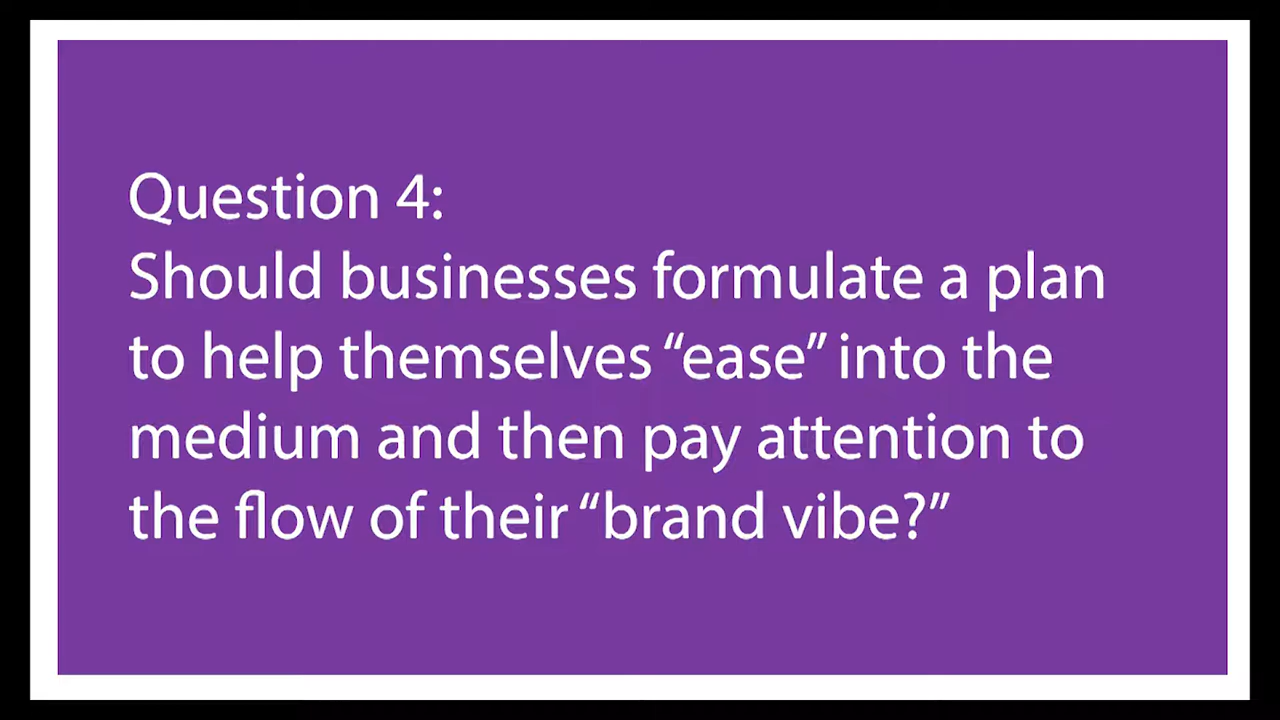 Question 4:
Should businesses formulate a plan
to help themselves “ease” into the
medium and then pay attention to
the flow of their “brand vibe?”